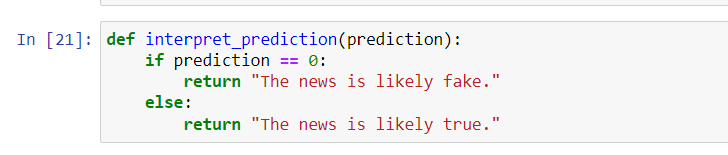 In [21]: def interpret_prediction(prediction):
    if prediction == 0:
        return "The news is likely fake."
    else:
        return "The news is likely true."